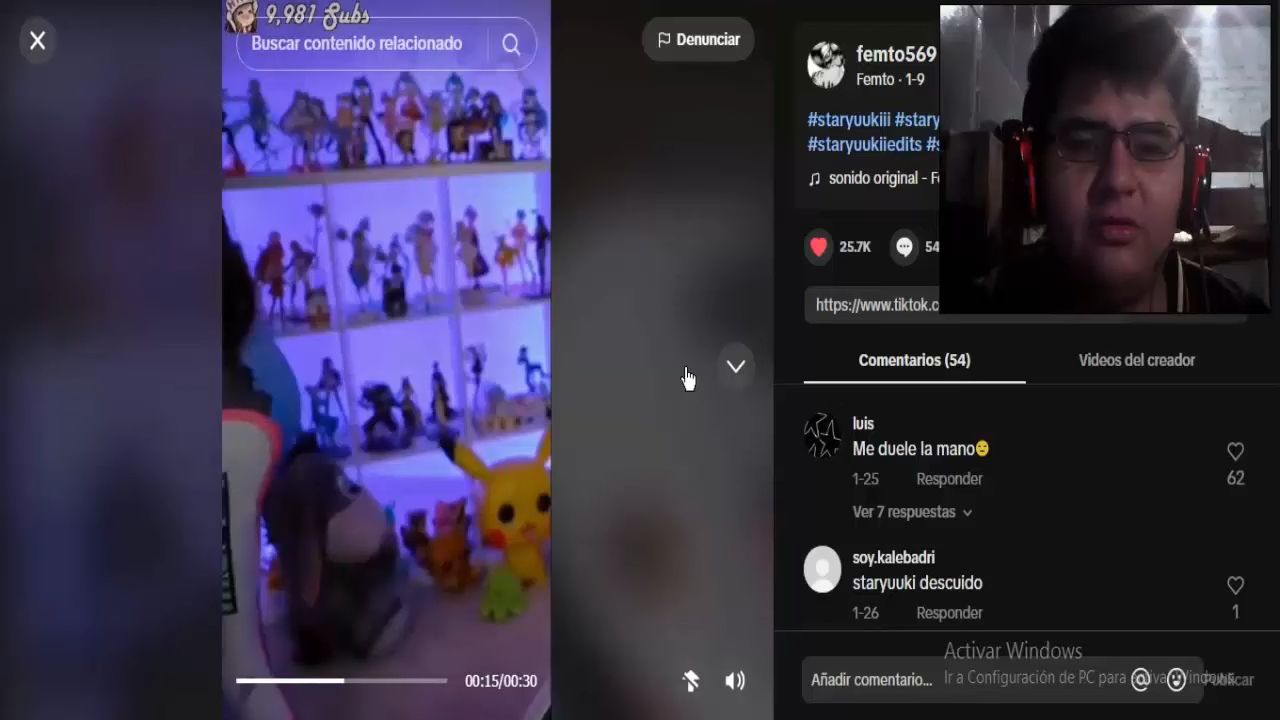 9,981 Subs
Buscar contenido relacionado
Denunciar
femto569
Femto · 1-9
#staryuukiii #stary
#staryuukiiedits #s
sonido original - Fe
25.7K
54
https://www.tiktok.c
Comentarios (54)
Videos del creador
luis
Me duele la mano
1-25 Responder
62
Ver 7 respuestas
soy.kalebadri
staryuuki descuido
1-26 Responder
1
Activar Windows
Ir a Configuración de PC para activar Windows.
Añadir comentario...
Publicar
00:15/00:30